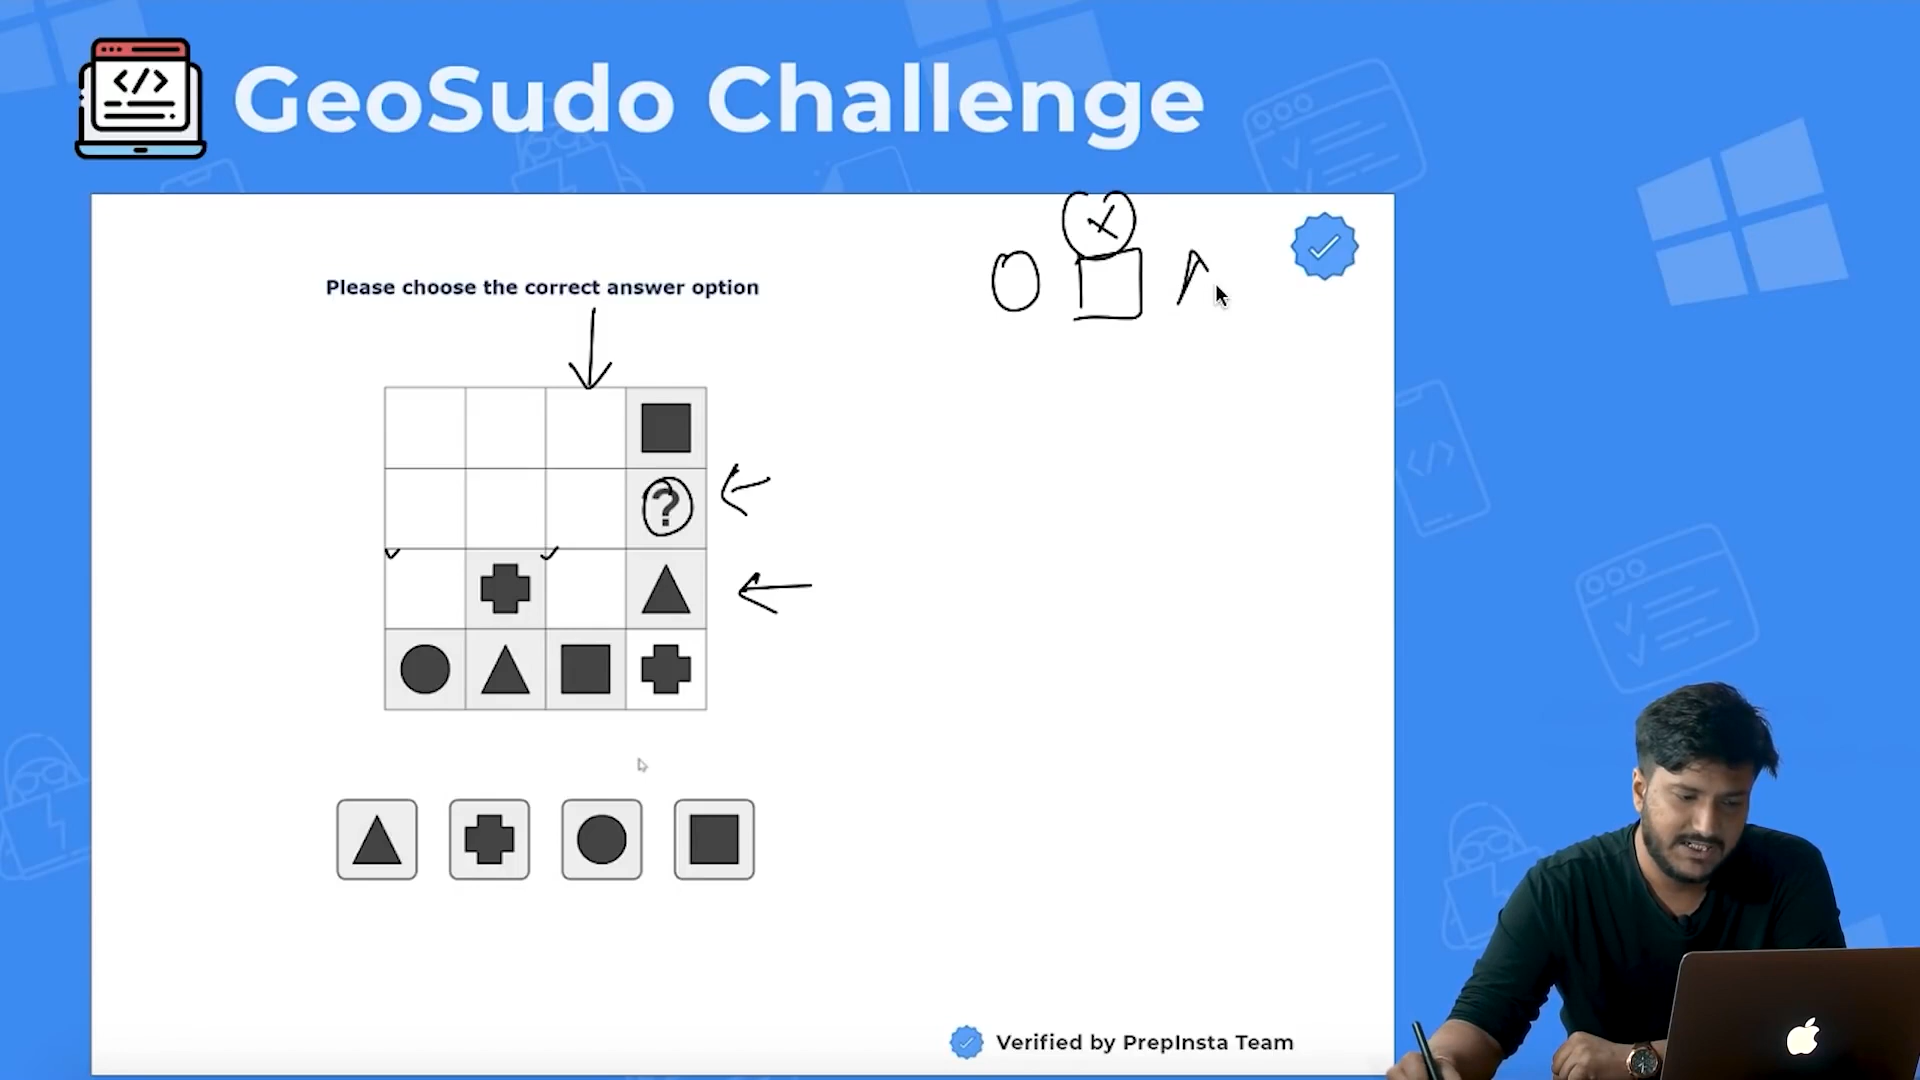 </>
GeoSudo Challenge
Please choose the correct answer option
?
Verified by PrepInsta Team